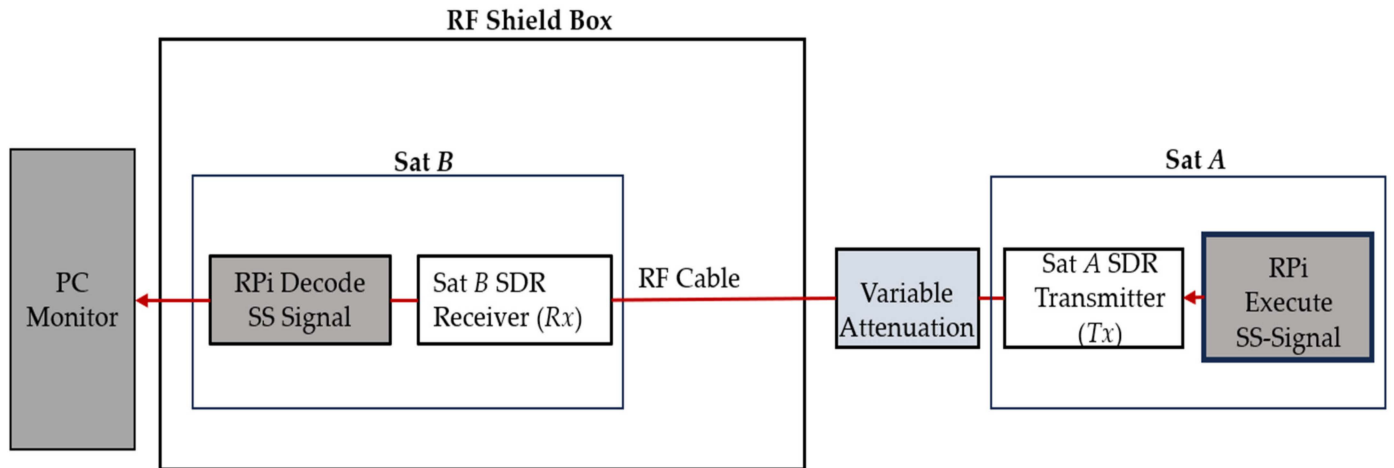 RF Shield Box
Sat B
Sat A
PC
Monitor
RPi Decode
SS Signal
Sat B SDR
Receiver (Rx)
RF Cable
Variable
Attenuation
Sat A SDR
Transmitter
(Tx)
RPi
Execute
SS-Signal